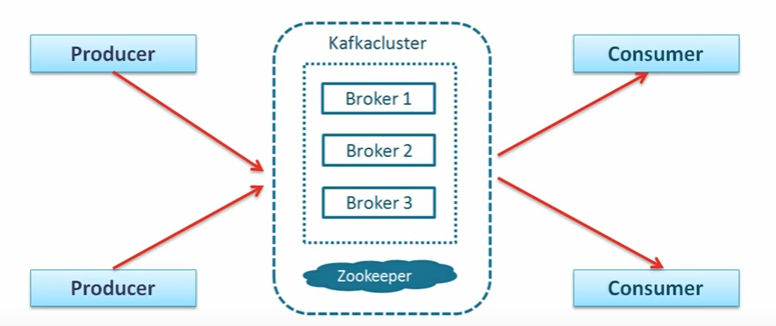 Producer
Kafkacluster
Consumer
Broker 1
Broker 2
Broker 3
Zookeeper
Producer
Consumer